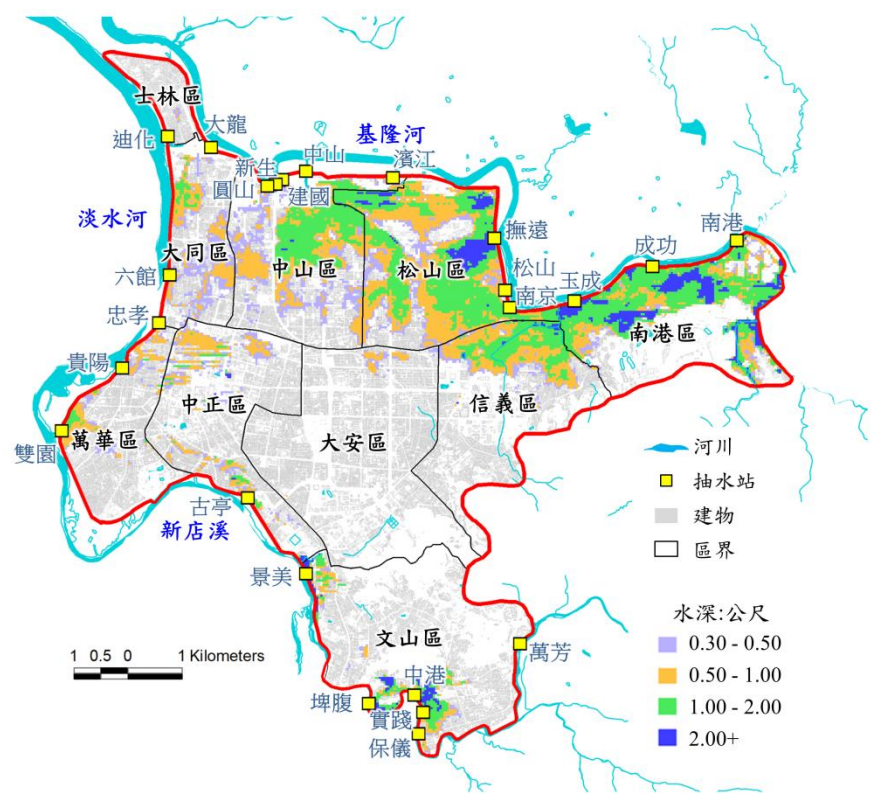 士林區
大龍
迪化
基隆河
中山
濱江
新生
圓山
建國
淡水河
撫遠
南港
成功
大同區
中山區
松山區
六館
松山
玉成
南京
忠孝
南港區
貴陽
中正區
信義區
萬華區
大安區
雙園
河川
抽水站
古亭
建物
新店溪
區界
景美
水深:公尺
文山區
萬芳
0.30 - 0.50
1 0.5 0 1 Kilometers
0.50 - 1.00
中港
埤腹
1.00 - 2.00
實踐
2.00+
保儀